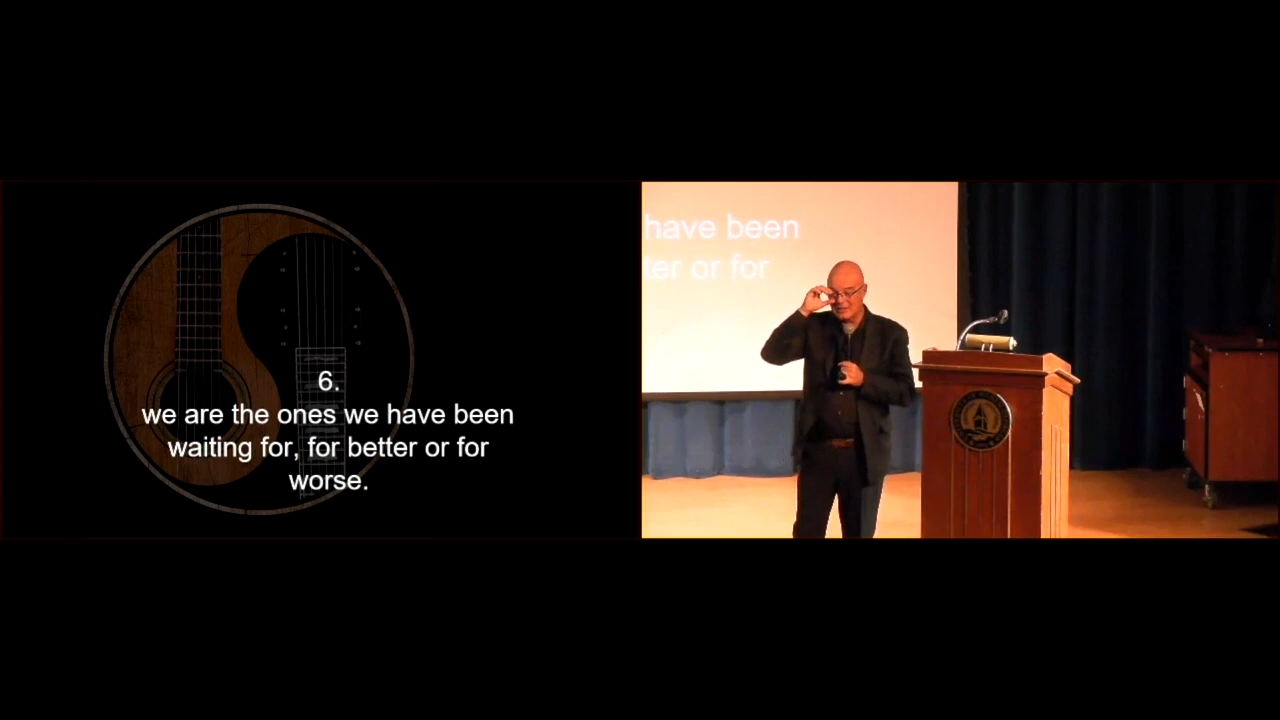 6.
we are the ones we have been
waiting for, for better or for
worse.
have been
ter or for